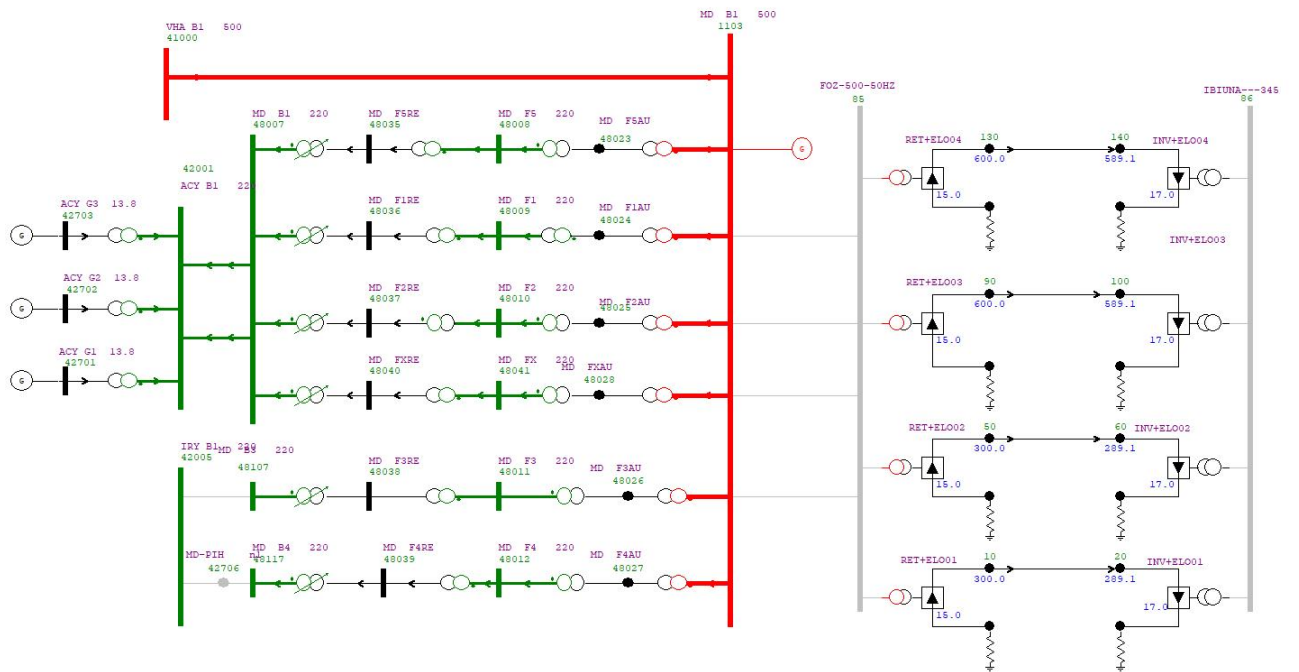 VHA B1 500
41000
MD B1 500
1103
FOZ-500-50HZ
85
IBIUNA---345
86
MD B1 220
48007
MD F5RE
48035
MD F5 220
48008
MD F5AU
48023
G
RET+ELO04
130
600.0
15.0
140
589.1
INV+ELO04
17.0
42001
ACY B1
ACY G3 13.8
42703
G
MD F1RE
48036
MD F1 220
48009
MD F1AU
48024
INV+ELO03
ACY G2 13.8
42702
G
MD F2RE
48037
MD F2 220
48010
MD F2AU
48025
RET+ELO03
90
600.0
15.0
100
589.1
17.0
ACY G1 13.8
42701
G
MD FXRE
48040
MD FX 220
48041
MD FXAU
48028
RET+ELO02
50
300.0
15.0
60
289.1
INV+ELO02
17.0
IRY B1 220
42005
MD B3 220
48107
MD F3RE
48038
MD F3 220
48011
MD F3AU
48026
MD-PIH
42706
MD B4 220
48117
MD F4RE
48039
MD F4 220
48012
MD F4AU
48027
RET+ELO01
10
300.0
15.0
20
289.1
INV+ELO01
17.0